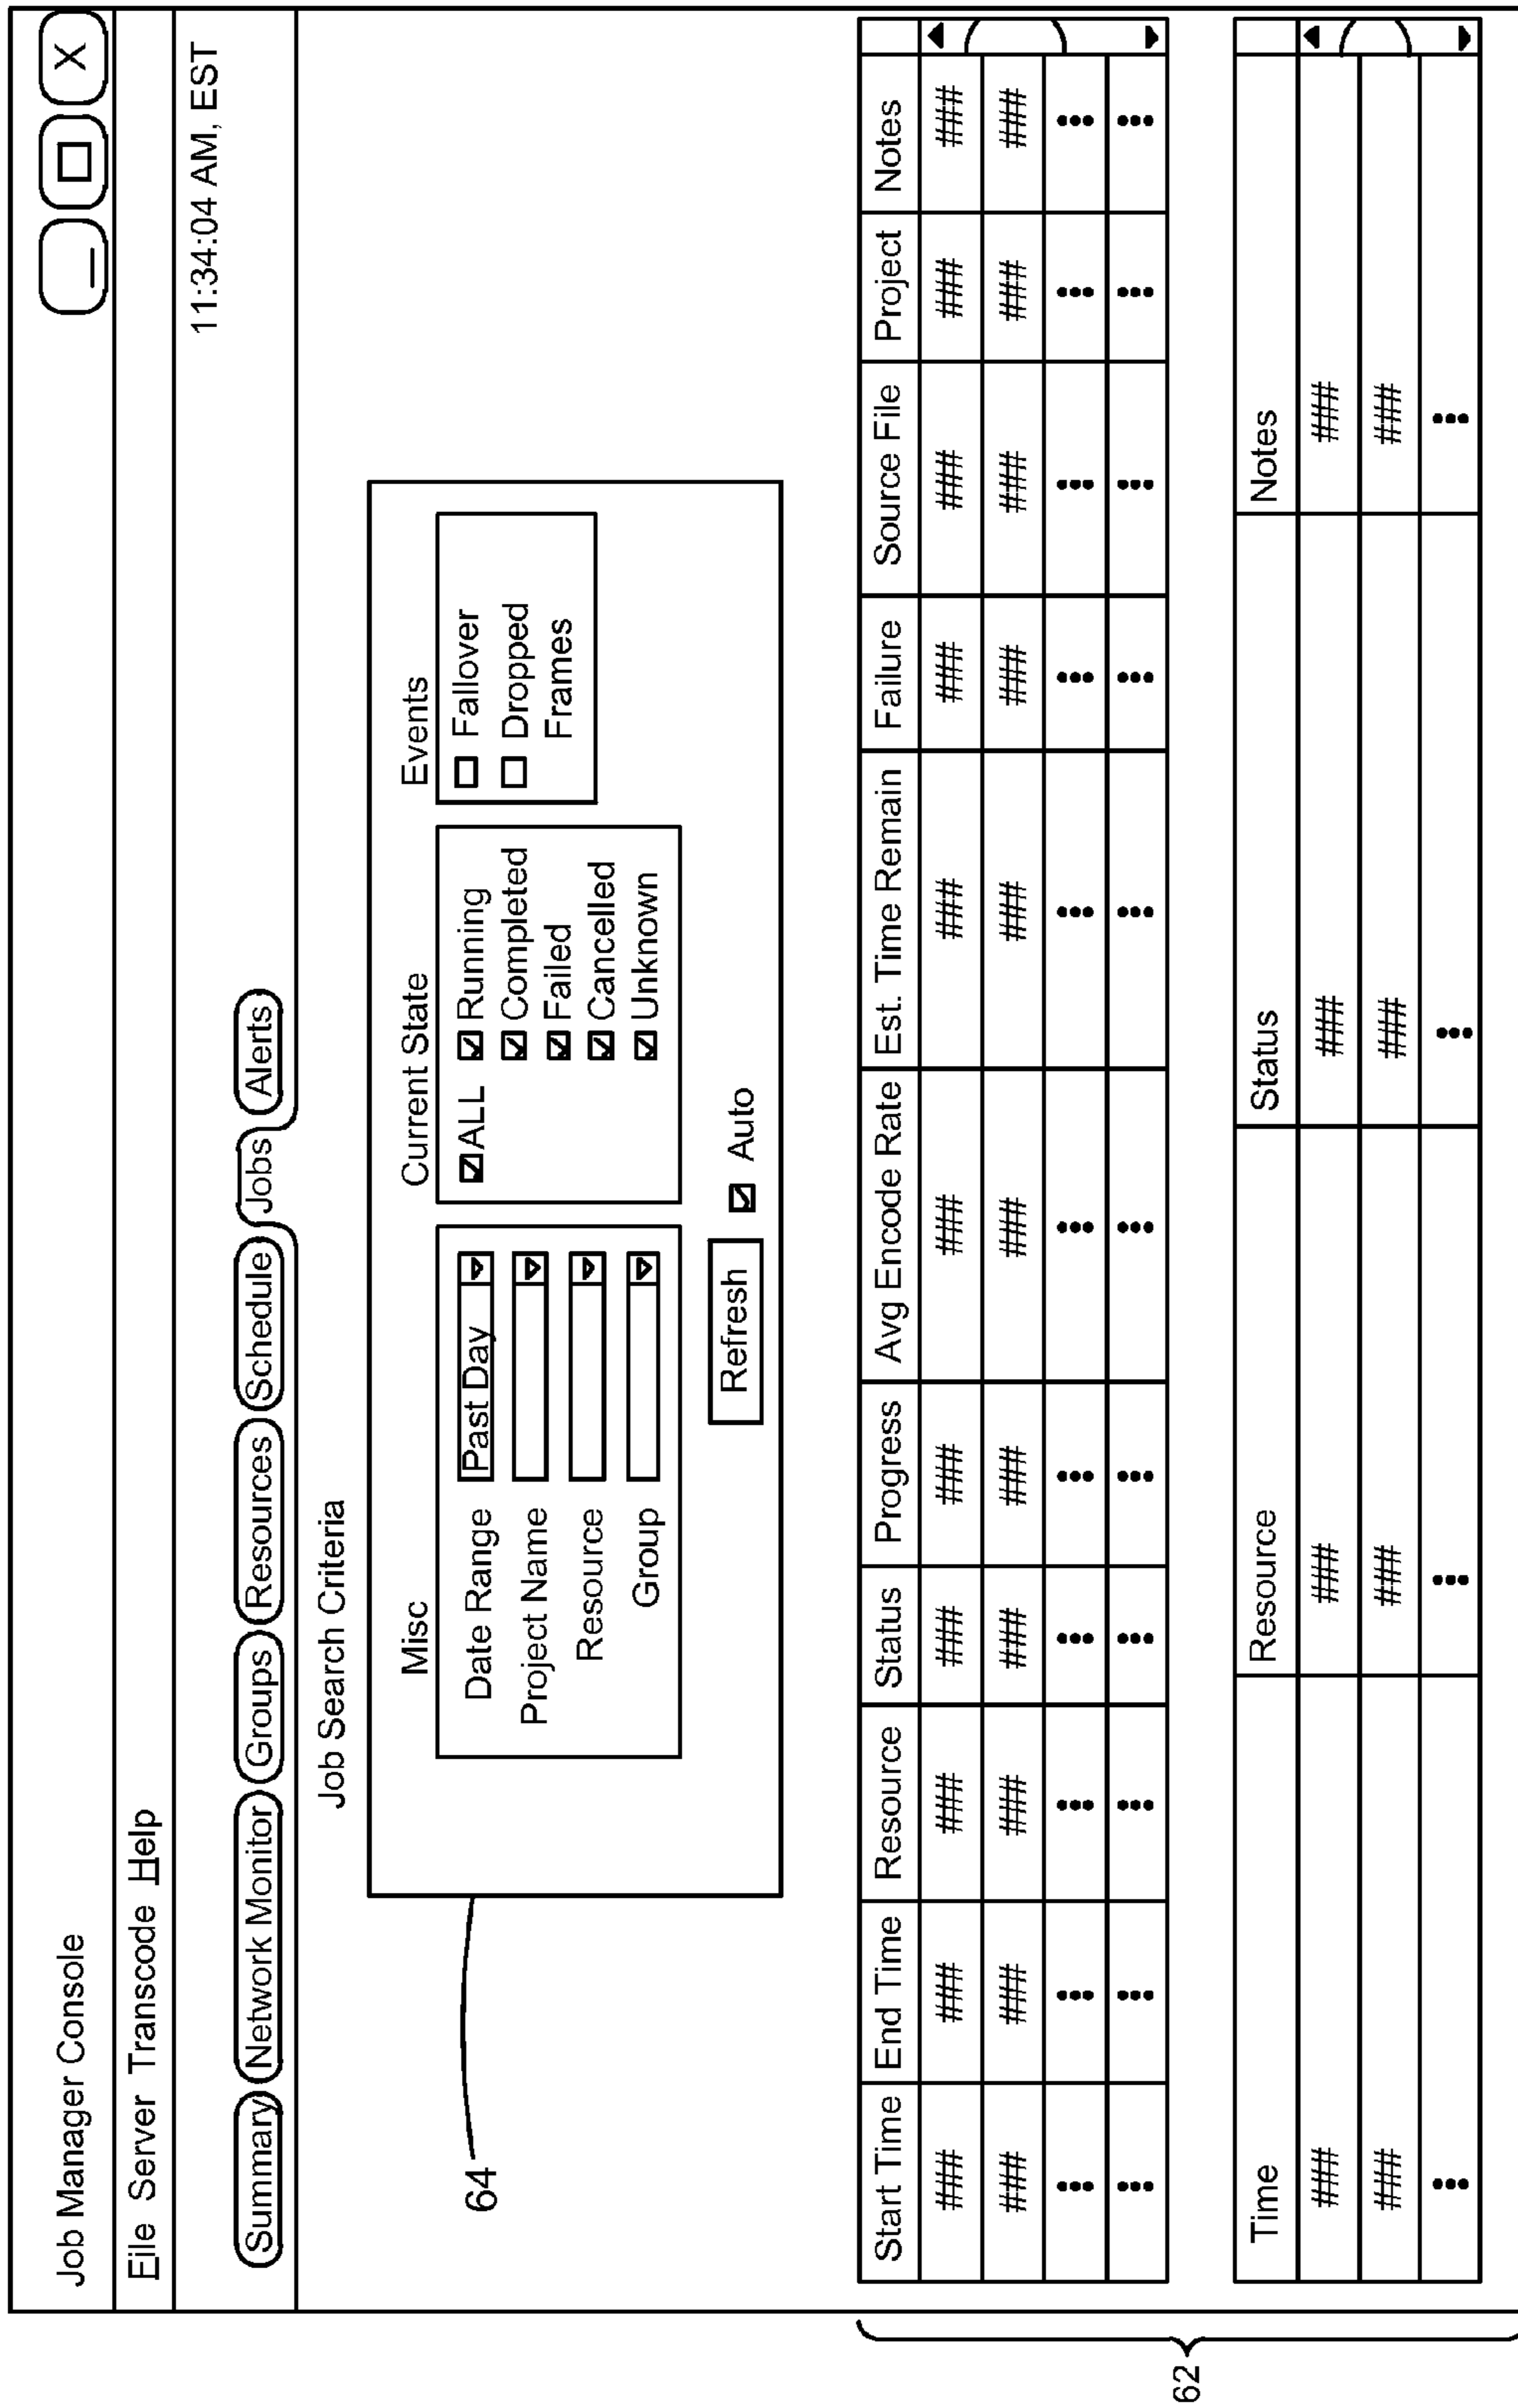 Job Manager Console _ X
File Server Transcode Help
11:34:04 AM, EST
Summary Network Monitor Groups Resources Schedule Jobs Alerts
Job Search Criteria
64
Misc
Date Range Past Day
Project Name
Resource
Group
Current State
ALL Running
Completed
Failed
Cancelled
Unknown
Events
Fallover
Dropped
Frames
Refresh Auto
62
Start Time End Time Resource Status Progress Avg Encode Rate Est. Time Remain Failure Source File Project Notes
### ### ### ### ### ### ### ### ### ### ###
### ### ### ### ### ### ### ### ### ### ###
••• ••• ••• ••• ••• ••• ••• ••• ••• ••• •••
••• ••• ••• ••• ••• ••• ••• ••• ••• ••• •••
Time Resource Status Notes
### ### ### ###
### ### ### ###
••• ••• ••• •••